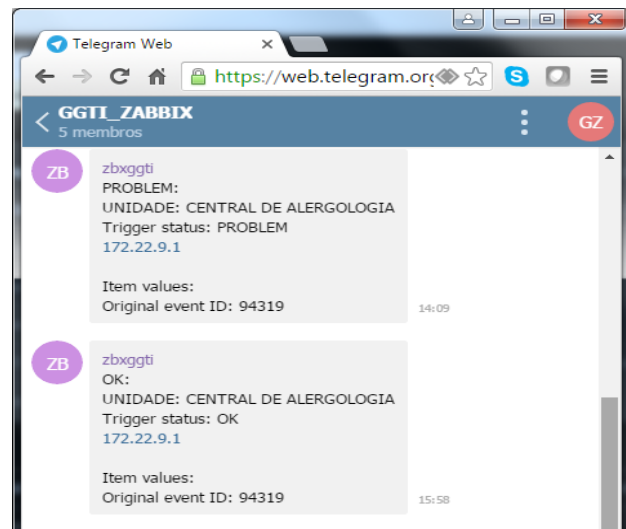 Telegram Web
https://web.telegram.org
GGTI_ZABBIX
5 membros
GZ
ZB
zbxggti
PROBLEM:
UNIDADE: CENTRAL DE ALERGOLOGIA
Trigger status: PROBLEM
172.22.9.1
Item values:
Original event ID: 94319
14:09
ZB
zbxggti
OK:
UNIDADE: CENTRAL DE ALERGOLOGIA
Trigger status: OK
172.22.9.1
Item values:
Original event ID: 94319
15:58